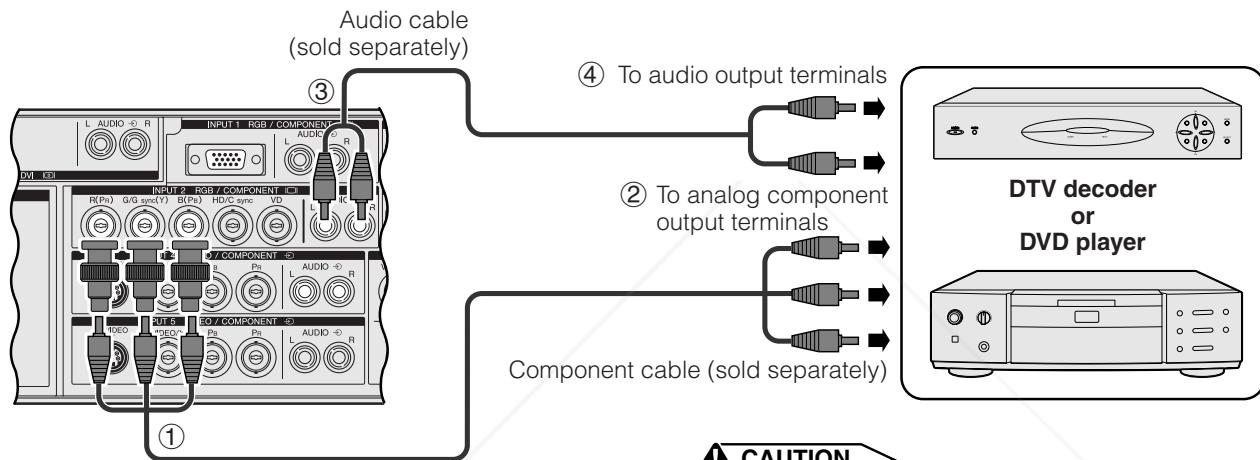 Audio cable
(sold separately)
③
④ To audio output terminals
L AUDIO R
DVI
INPUT 1 RGB / COMPONENT
AUDIO
L R
INPUT 2 RGB / COMPONENT
R(PR) G/G sync(Y) B(PB) HD/C sync VD
L R
② To analog component
output terminals
DTV decoder
or
DVD player
/ COMPONENT
PR
AUDIO
L R
5
/ COMPONENT
PB PR
AUDIO
L R
Component cable (sold separately)
①
CAUTION